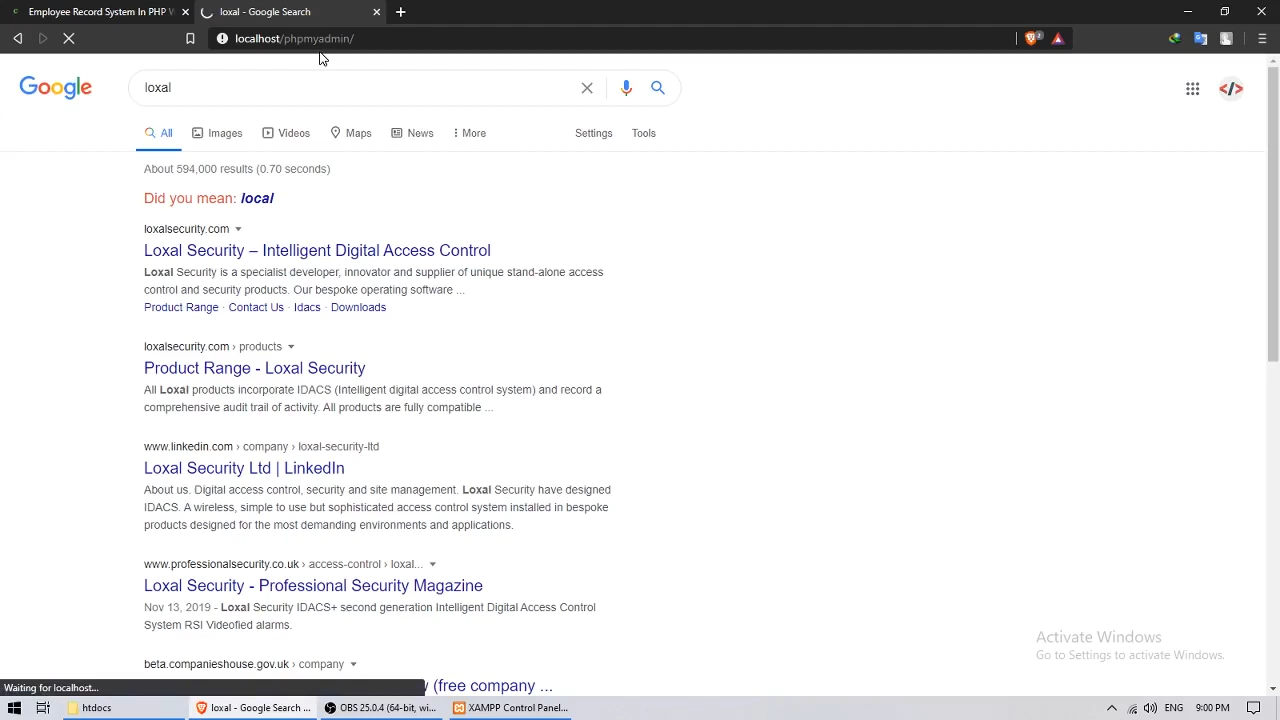 Employee Record System In PHP W
loxal - Google Search
localhost/phpmyadmin/
Google
loxal
All
Images
Videos
Maps
News
More
Settings
Tools
About 594,000 results (0.70 seconds)
Did you mean: local
loxalsecurity.com
Loxal Security – Intelligent Digital Access Control
Loxal Security is a specialist developer, innovator and supplier of unique stand-alone access
control and security products. Our bespoke operating software ...
Product Range · Contact Us · Idacs · Downloads
loxalsecurity.com › products
Product Range - Loxal Security
All Loxal products incorporate IDACS (Intelligent digital access control system) and record a
comprehensive audit trail of activity. All products are fully compatible ...
www.linkedin.com › company › loxal-security-ltd
Loxal Security Ltd | LinkedIn
About us. Digital access control, security and site management. Loxal Security have designed
IDACS. A wireless, simple to use but sophisticated access control system installed in bespoke
products designed for the most demanding environments and applications.
www.professionalsecurity.co.uk › access-control › loxal...
Loxal Security - Professional Security Magazine
Nov 13, 2019 - Loxal Security IDACS+ second generation Intelligent Digital Access Control
System RSI Videofied alarms.
beta.companieshouse.gov.uk › company
(free company ...
Activate Windows
Go to Settings to activate Windows.
Waiting for localhost...
htdocs
loxal - Google Search ...
OBS 25.0.4 (64-bit, wi...
XAMPP Control Panel...
ENG
9:00 PM